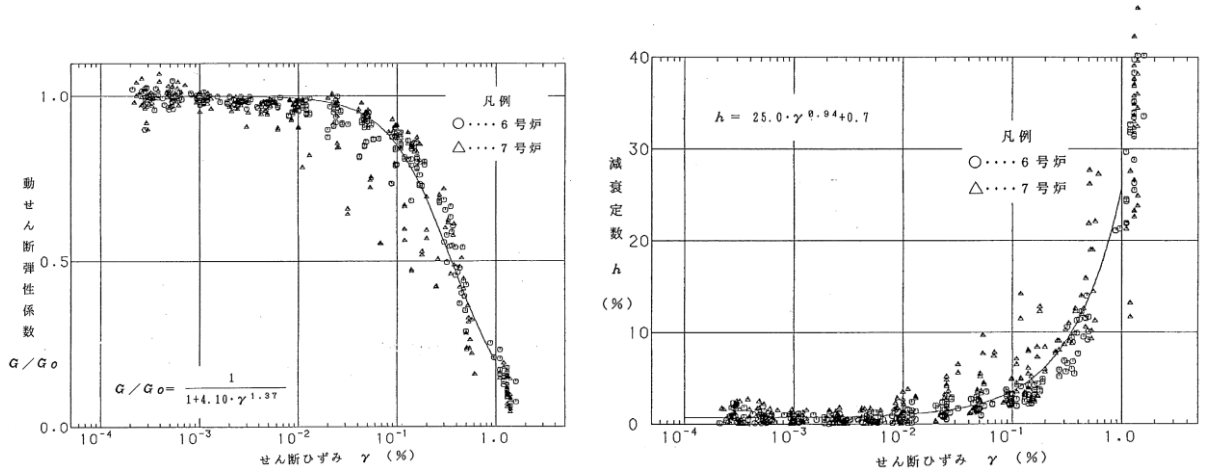 1.0
0.5
0.0
動せん断弾性係数
G／G₀
凡例
○････6 号炉
△････7 号炉
G／G₀= 1
1+4.10・γ^1.37
10⁻⁴ 10⁻³ 10⁻² 10⁻¹ 1.0
せん断ひずみ γ (%)
40
30
20
10
0
減衰定数
h
(%)
h = 25.0・γ^0.94+0.7
凡例
○････6 号炉
△････7 号炉
10⁻⁴ 10⁻³ 10⁻² 10⁻¹ 1.0
せん断ひずみ γ (%)